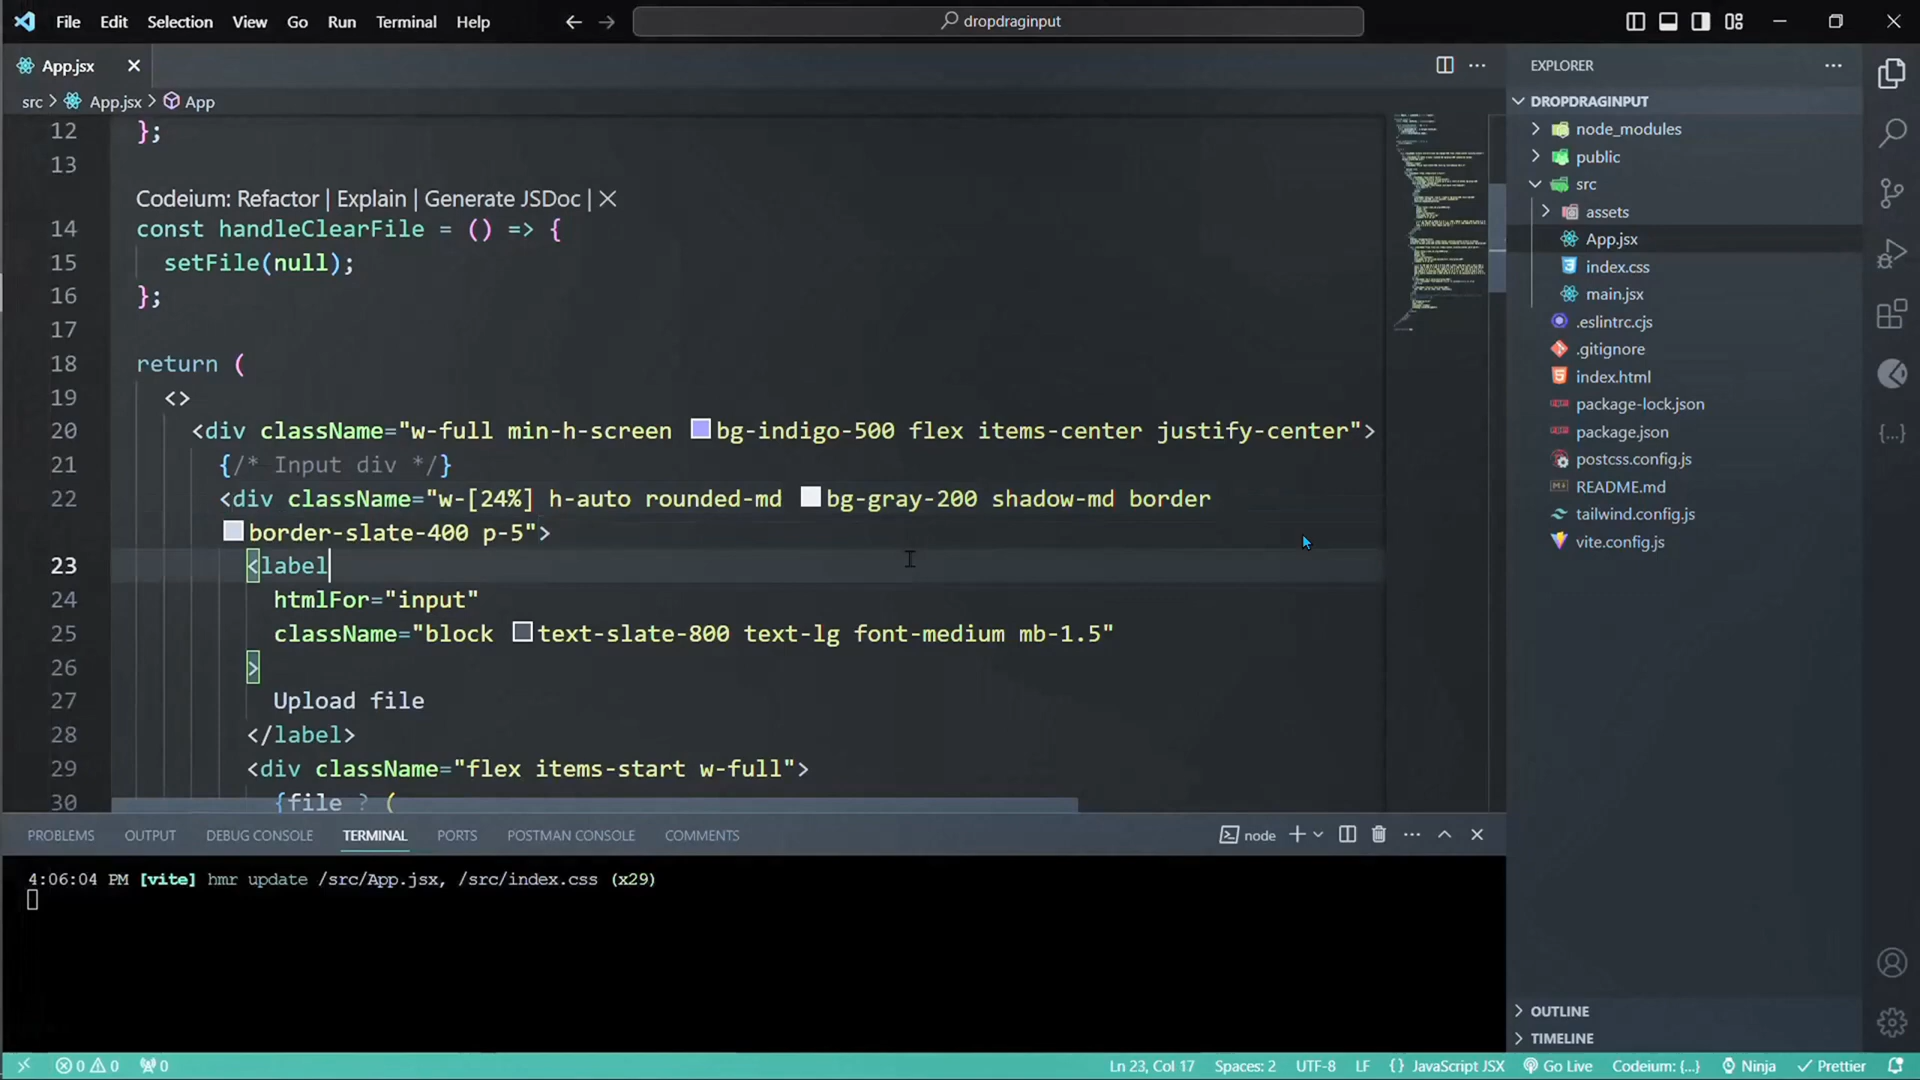 File Edit Selection View Go Run Terminal Help dropdraginput
App.jsx
src > App.jsx > App
12 };
13
Codeium: Refactor | Explain | Generate JSDoc | ×
14 const handleClearFile = () => {
15 setFile(null);
16 };
17
18 return (
19 <>
20 <div className="w-full min-h-screen bg-indigo-500 flex items-center justify-center">
21 {/* Input div */}
22 <div className="w-[24%] h-auto rounded-md bg-gray-200 shadow-md border
border-slate-400 p-5">
23 <label
24 htmlFor="input"
25 className="block text-slate-800 text-lg font-medium mb-1.5"
26 >
27 Upload file
28 </label>
29 <div className="flex items-start w-full">
30 {file ? (
PROBLEMS OUTPUT DEBUG CONSOLE TERMINAL PORTS POSTMAN CONSOLE COMMENTS node
4:06:04 PM [vite] hmr update /src/App.jsx, /src/index.css (x29)
EXPLORER
DROPDRAGINPUT
node_modules
public
src
assets
App.jsx
index.css
main.jsx
.eslintrc.cjs
.gitignore
index.html
package-lock.json
package.json
postcss.config.js
README.md
tailwind.config.js
vite.config.js
OUTLINE
TIMELINE
0 0 0 Ln 23, Col 17 Spaces: 2 UTF-8 LF {} JavaScript JSX Go Live Codeium: {...} Ninja Prettier